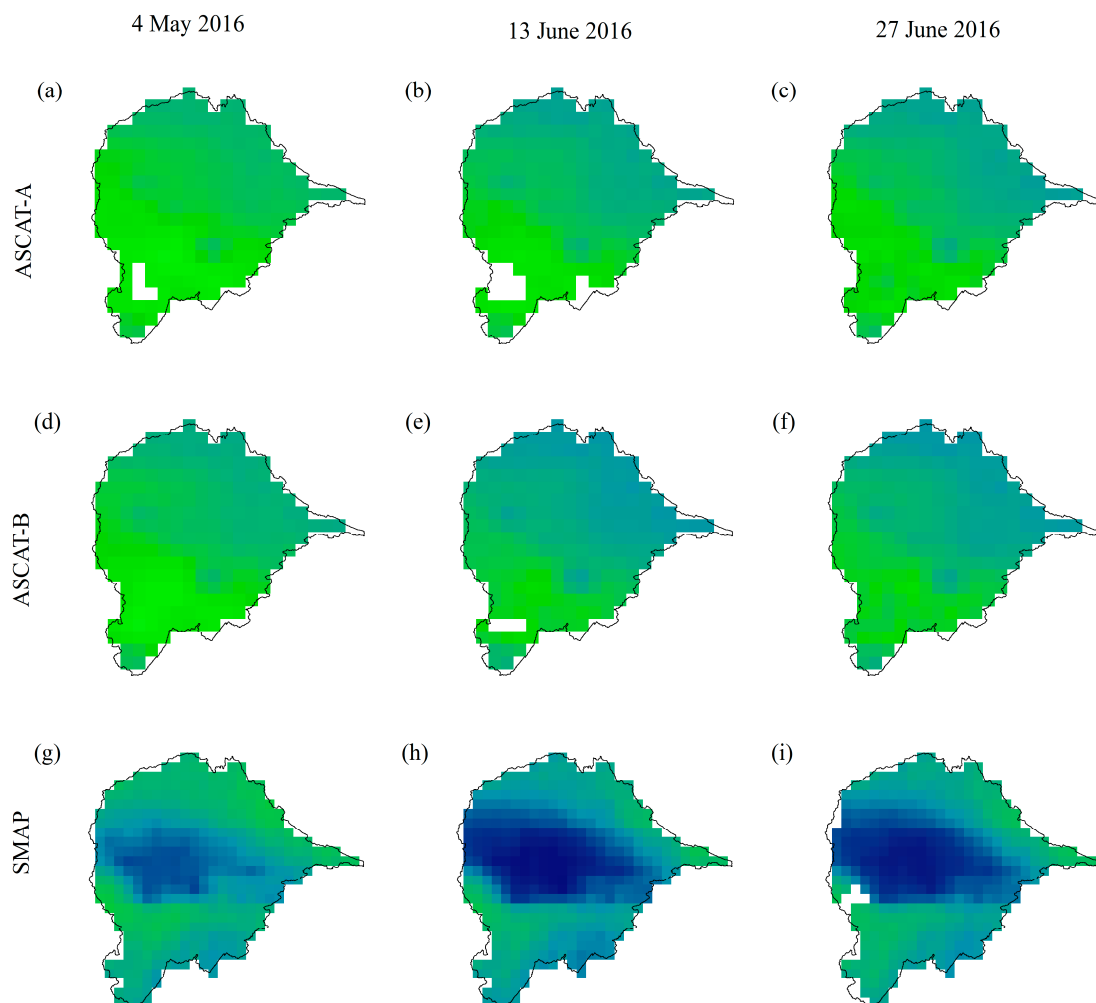 4 May 2016
13 June 2016
27 June 2016
(a)
(b)
(c)
ASCAT-A
(d)
(e)
(f)
ASCAT-B
(g)
(h)
(i)
SMAP